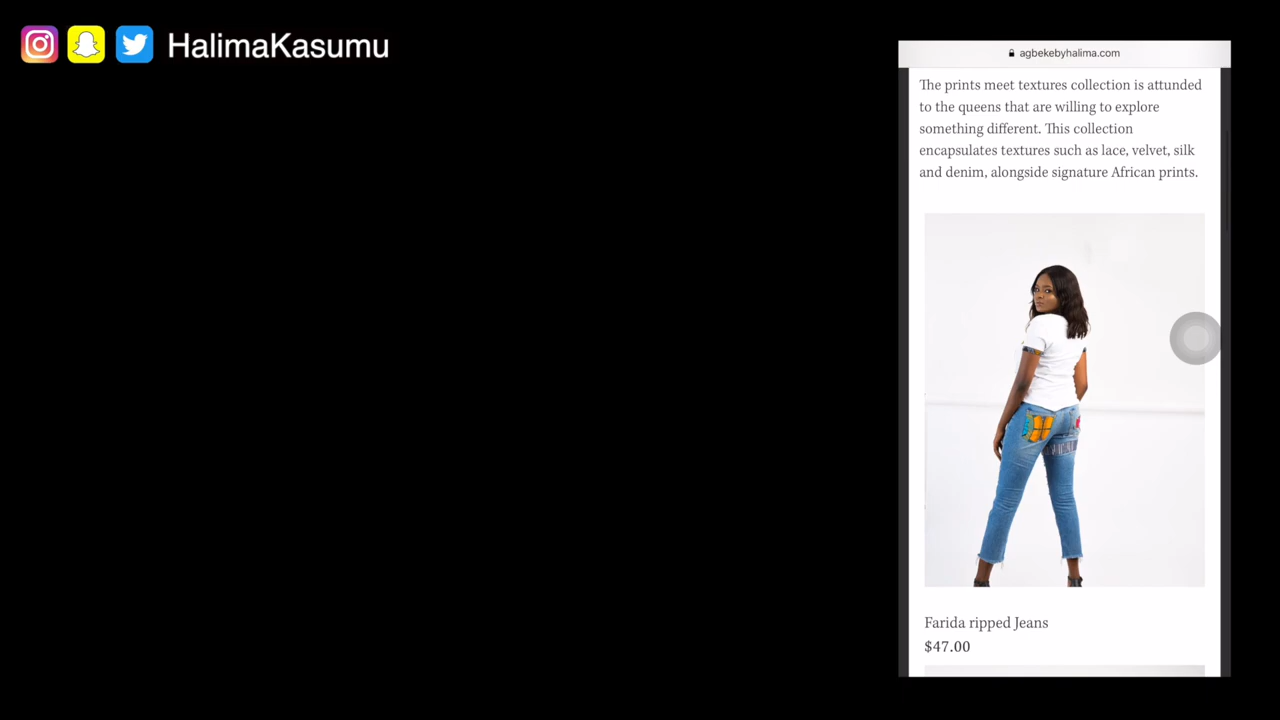 HalimaKasumu
agbekebyhalima.com
The prints meet textures collection is attunded
to the queens that are willing to explore
something different. This collection
encapsulates textures such as lace, velvet, silk
and denim, alongside signature African prints.
Farida ripped Jeans
$47.00